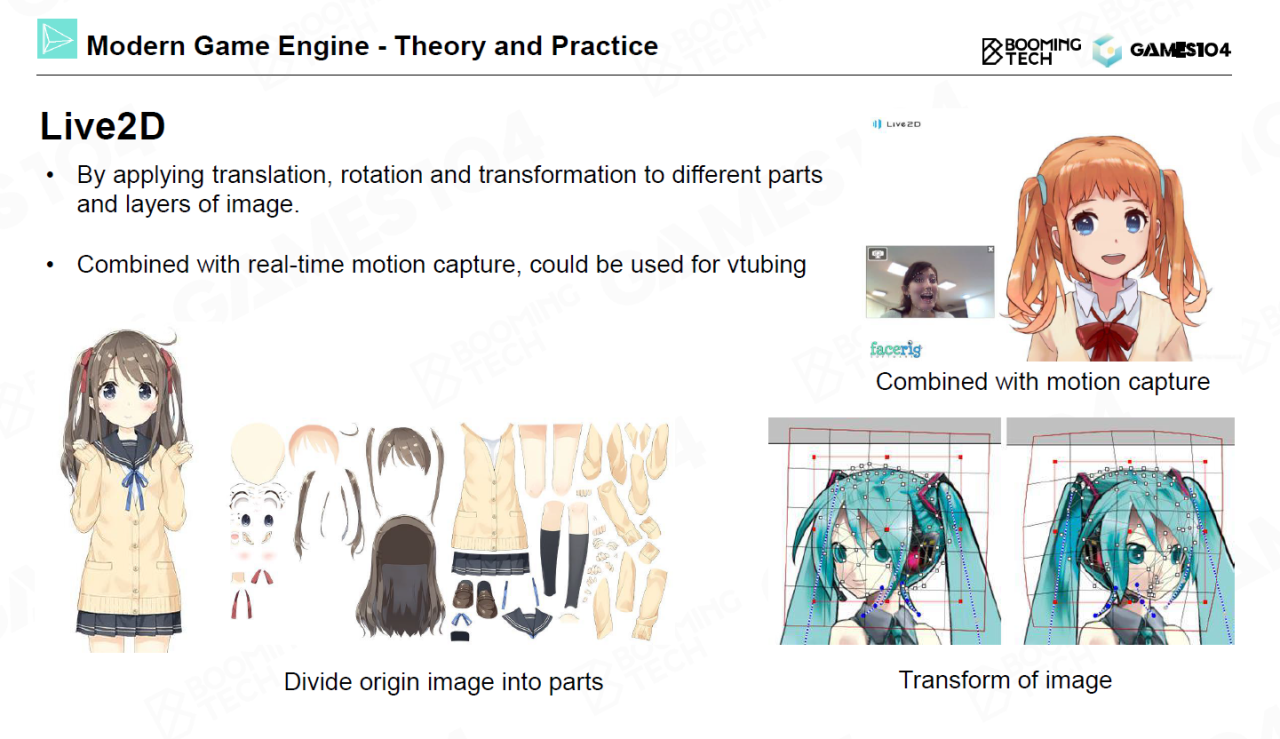 Modern Game Engine - Theory and Practice
BOOMING
TECH
GAMES104
Live2D
• By applying translation, rotation and transformation to different parts
and layers of image.
• Combined with real-time motion capture, could be used for vtubing
Live2D
facerig
Combined with motion capture
Divide origin image into parts
Transform of image